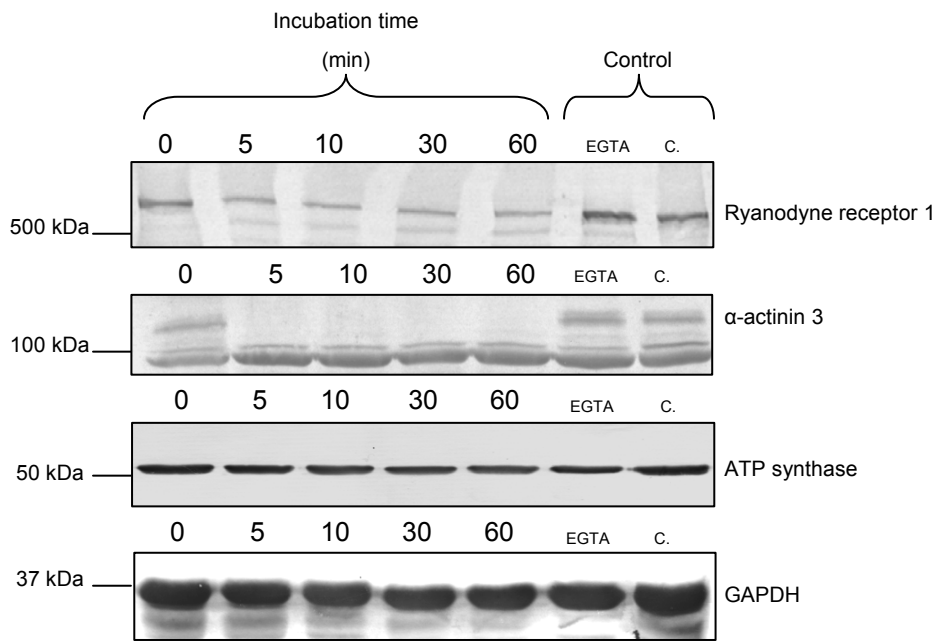 Incubation time
(min)
Control
0 5 10 30 60 EGTA C.
500 kDa
Ryanodyne receptor 1
0 5 10 30 60 EGTA C.
α-actinin 3
100 kDa
0 5 10 30 60 EGTA C.
50 kDa
ATP synthase
0 5 10 30 60 EGTA C.
37 kDa
GAPDH